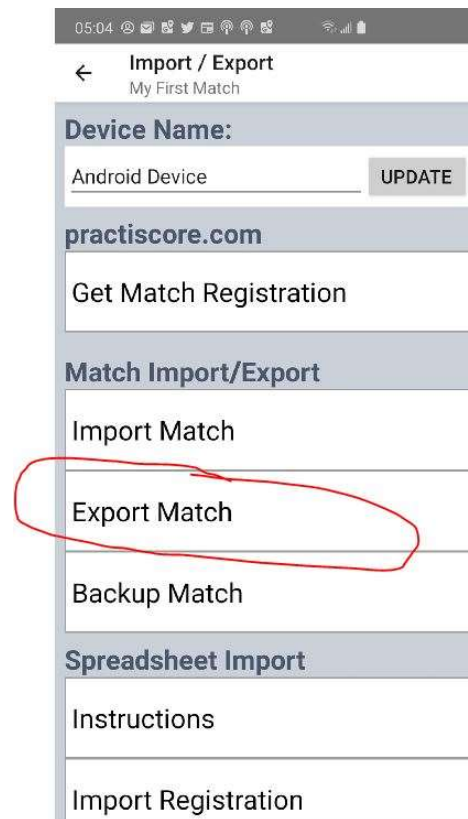 05:04
Import / Export
My First Match
Device Name:
Android Device UPDATE
practiscore.com
Get Match Registration
Match Import/Export
Import Match
Export Match
Backup Match
Spreadsheet Import
Instructions
Import Registration